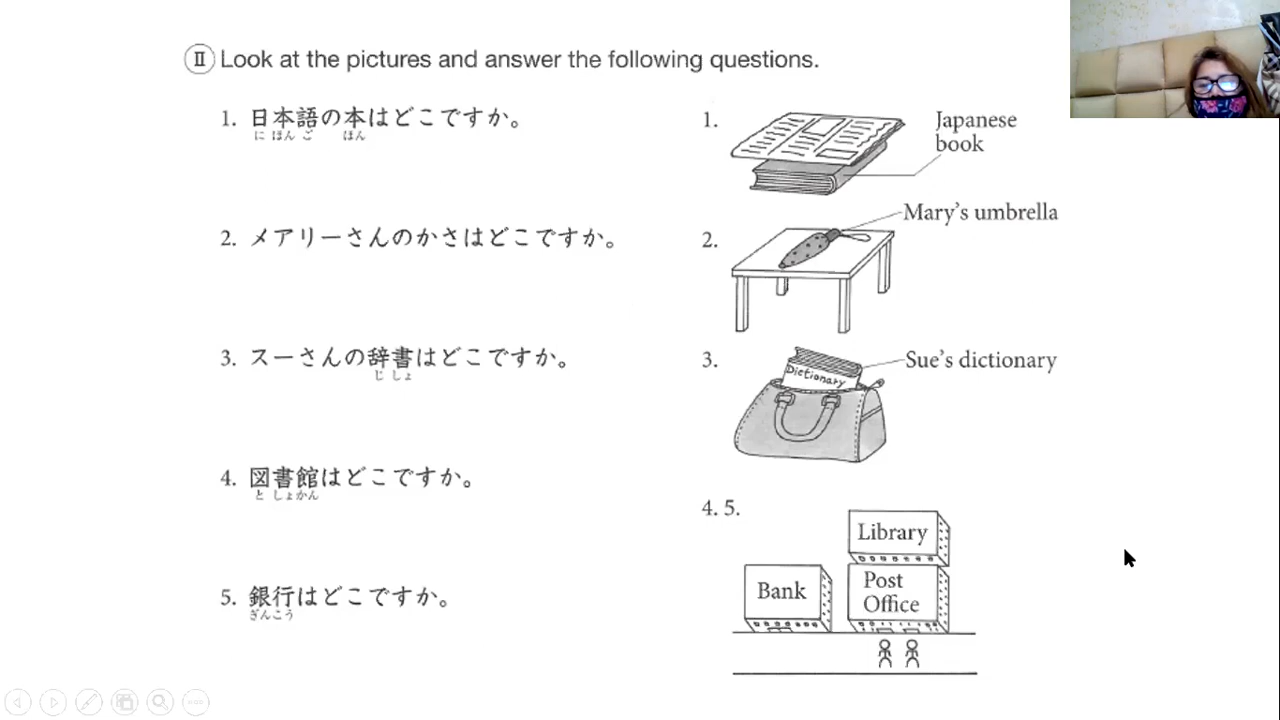 Ⅱ Look at the pictures and answer the following questions.
1. 日本語の本はどこですか。
に ほん ご ほん
2. メアリーさんのかさはどこですか。
3. スーさんの辞書はどこですか。
じ しょ
4. 図書館はどこですか。
と しょかん
5. 銀行はどこですか。
ぎんこう
1.
Japanese
book
2.
Mary's umbrella
3.
Sue's dictionary
Dictionary
4. 5.
Library
Bank
Post
Office